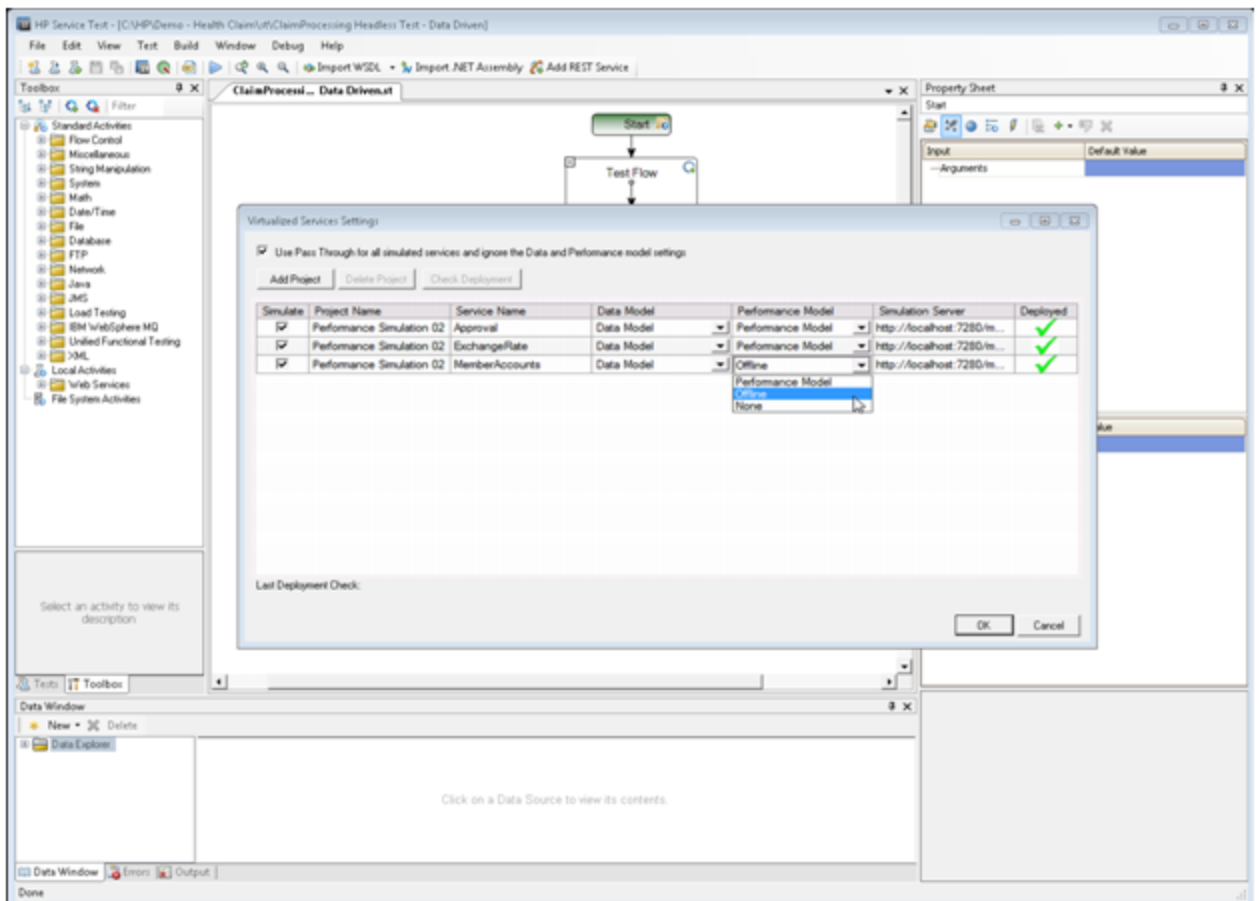 HP Service Test - [C:\HP\Demo - Health Claim\st\ClaimProcessing Headless Test - Data Driven]
File Edit View Test Build Window Debug Help
Import WSDL Import .NET Assembly Add REST Service
Toolbox
Filter
Standard Activities
Flow Control
Miscellaneous
String Manipulation
System
Math
Date/Time
File
Database
FTP
Network
Java
JMS
Load Testing
IBM WebSphere MQ
Unified Functional Testing
XML
Local Activities
Web Services
File System Activities
Select an activity to view its
description
Tests Toolbox
ClaimProcessi... Data Driven.st
Start
Test Flow
Property Sheet
Start
Input Default Value
Arguments
Virtualized Services Settings
Use Pass Through for all simulated services and ignore the Data and Performance model settings
Add Project Delete Project Check Deployment
Simulate Project Name Service Name Data Model Performance Model Simulation Server Deployed
Performance Simulation 02 Approval Data Model Performance Model http://localhost:7280/m...
Performance Simulation 02 ExchangeRate Data Model Performance Model http://localhost:7280/m...
Performance Simulation 02 MemberAccounts Data Model Offline http://localhost:7280/m...
Performance Model
Offline
None
Last Deployment Check:
OK Cancel
Data Window
New Delete
Data Explorer
Click on a Data Source to view its contents.
Data Window Errors Output
Done